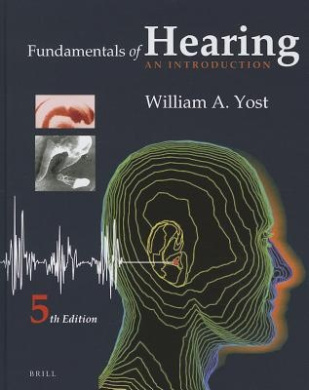 Fundamentals of Hearing
AN INTRODUCTION
William A. Yost
5th Edition
BRILL